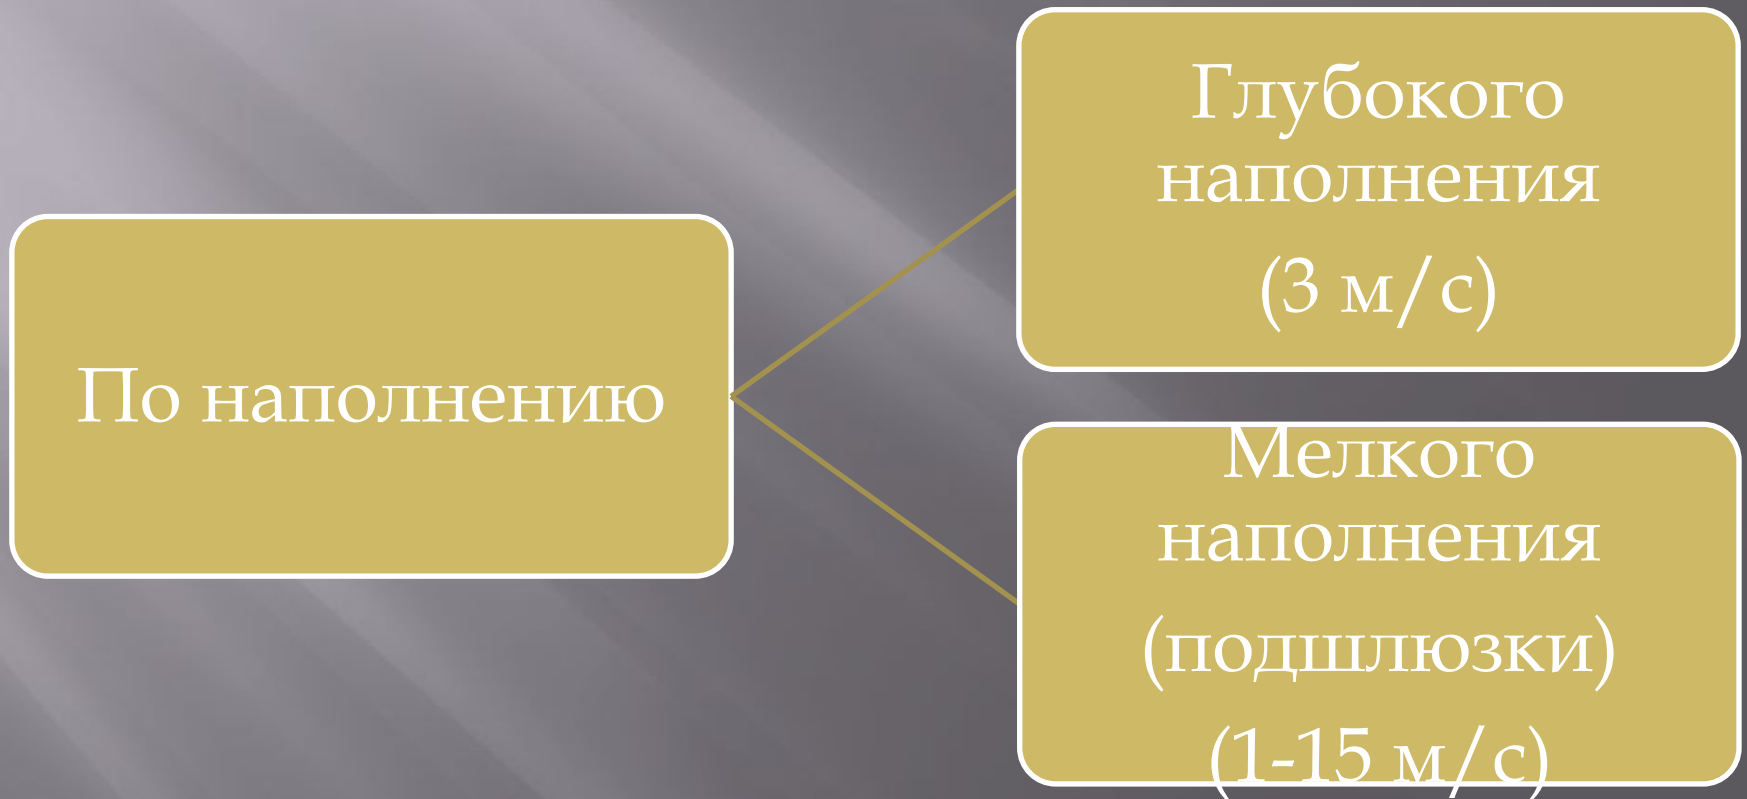 По наполнению
Глубокого
наполнения
(3 м/с)
Мелкого
наполнения
(подшлюзки)
(1-15 м/с)